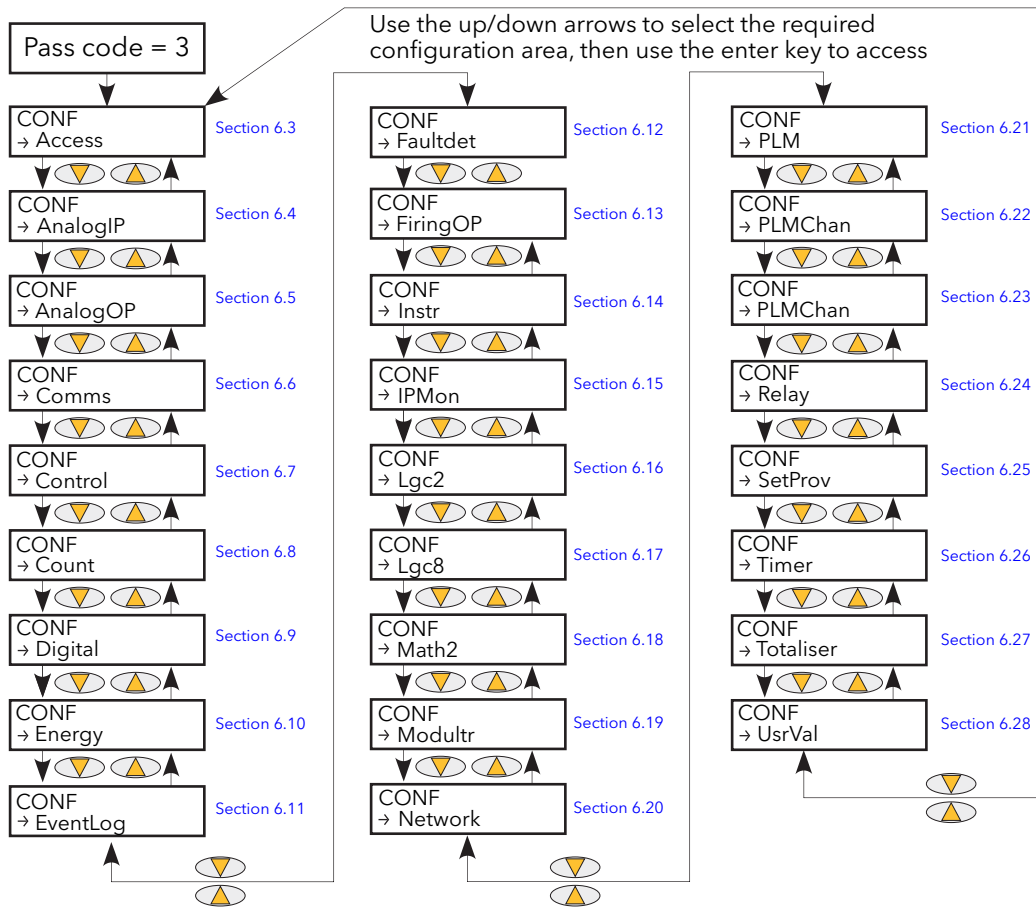 Pass code = 3
Use the up/down arrows to select the required
configuration area, then use the enter key to access
CONF
→ Access
Section 6.3
CONF
→ AnalogIP
Section 6.4
CONF
→ AnalogOP
Section 6.5
CONF
→ Comms
Section 6.6
CONF
→ Control
Section 6.7
CONF
→ Count
Section 6.8
CONF
→ Digital
Section 6.9
CONF
→ Energy
Section 6.10
CONF
→ EventLog
Section 6.11
CONF
→ Faultdet
Section 6.12
CONF
→ FiringOP
Section 6.13
CONF
→ Instr
Section 6.14
CONF
→ IPMon
Section 6.15
CONF
→ Lgc2
Section 6.16
CONF
→ Lgc8
Section 6.17
CONF
→ Math2
Section 6.18
CONF
→ Modultr
Section 6.19
CONF
→ Network
Section 6.20
CONF
→ PLM
Section 6.21
CONF
→ PLMChan
Section 6.22
CONF
→ PLMChan
Section 6.23
CONF
→ Relay
Section 6.24
CONF
→ SetProv
Section 6.25
CONF
→ Timer
Section 6.26
CONF
→ Totaliser
Section 6.27
CONF
→ UsrVal
Section 6.28